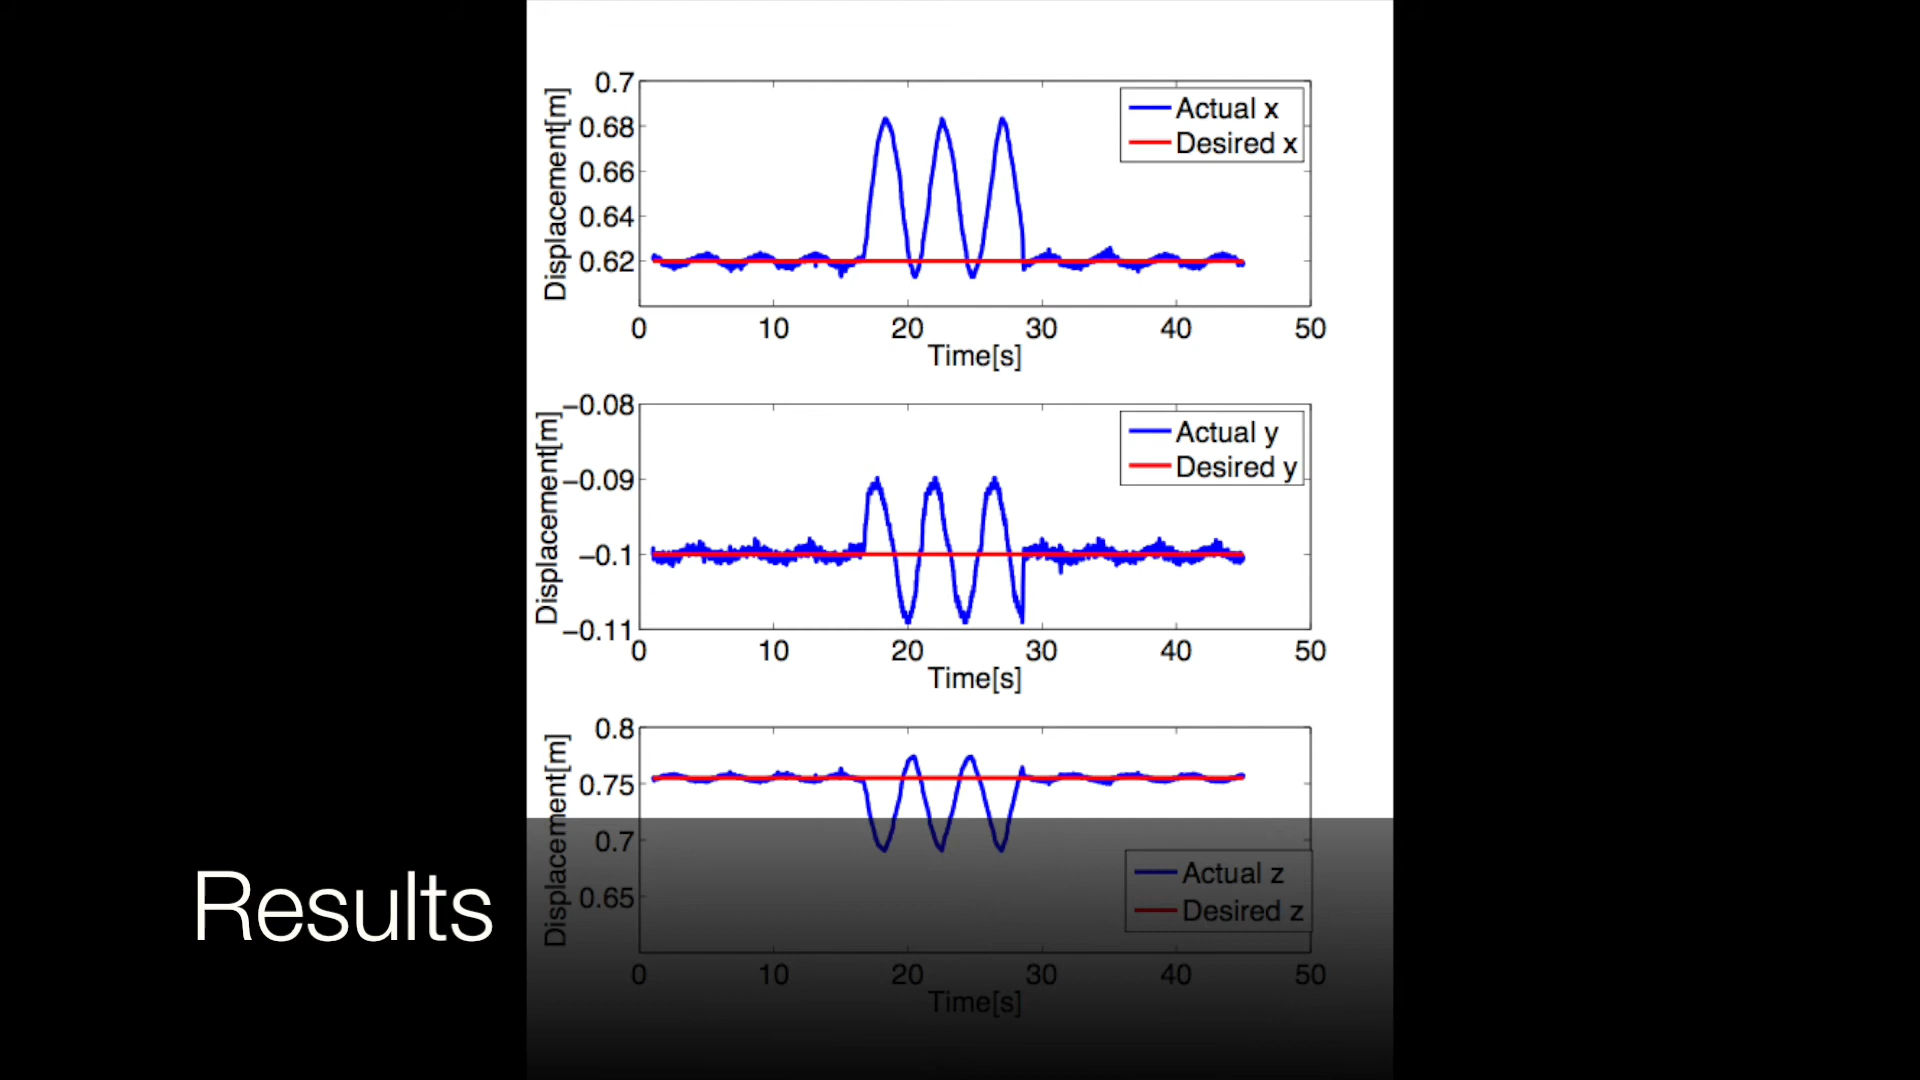 0.7
0.68
0.66
0.64
0.62
Displacement[m]
Actual x
Desired x
0 10 20 30 40 50
Time[s]
−0.08
−0.09
−0.1
−0.11
Displacement[m]
Actual y
Desired y
0 10 20 30 40 50
Time[s]
0.8
0.75
0.7
0.65
Displacement[m]
Actual z
Desired z
0 10 20 30 40 50
Time[s]
Results